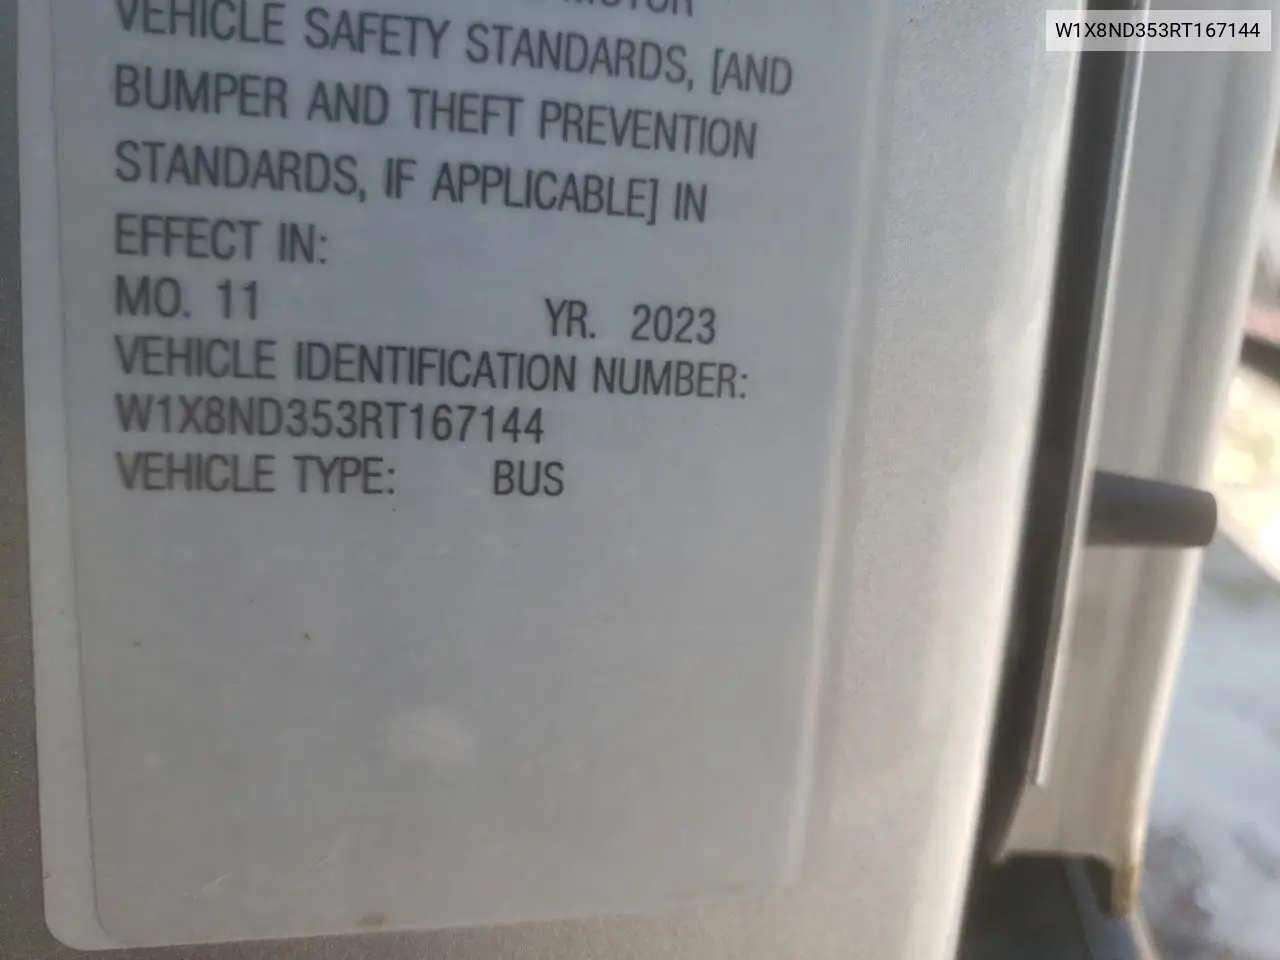 W1X8ND353RT167144
MOTOR
VEHICLE SAFETY STANDARDS, [AND
BUMPER AND THEFT PREVENTION
STANDARDS, IF APPLICABLE] IN
EFFECT IN:
MO. 11 YR. 2023
VEHICLE IDENTIFICATION NUMBER:
W1X8ND353RT167144
VEHICLE TYPE: BUS